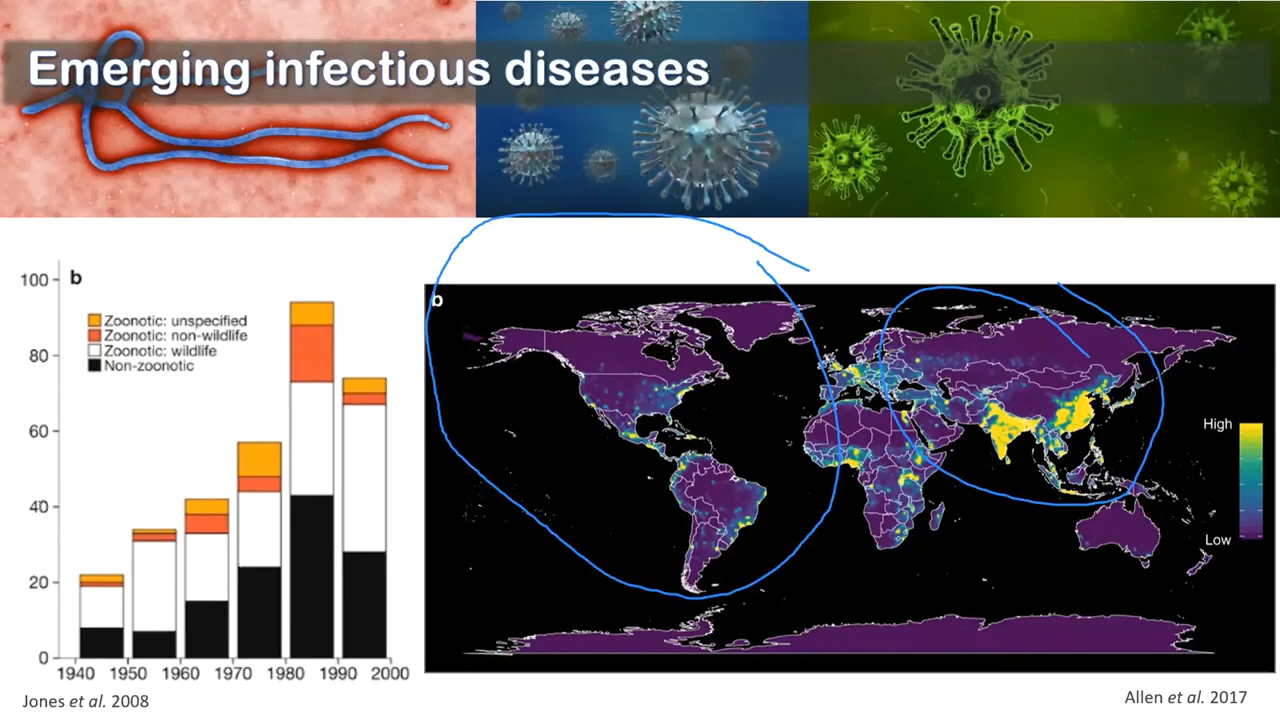 Emerging infectious diseases
b
100
80
60
40
20
0
Zoonotic: unspecified
Zoonotic: non-wildlife
Zoonotic: wildlife
Non-zoonotic
1940 1950 1960 1970 1980 1990 2000
Jones et al. 2008
b
High
Low
Allen et al. 2017